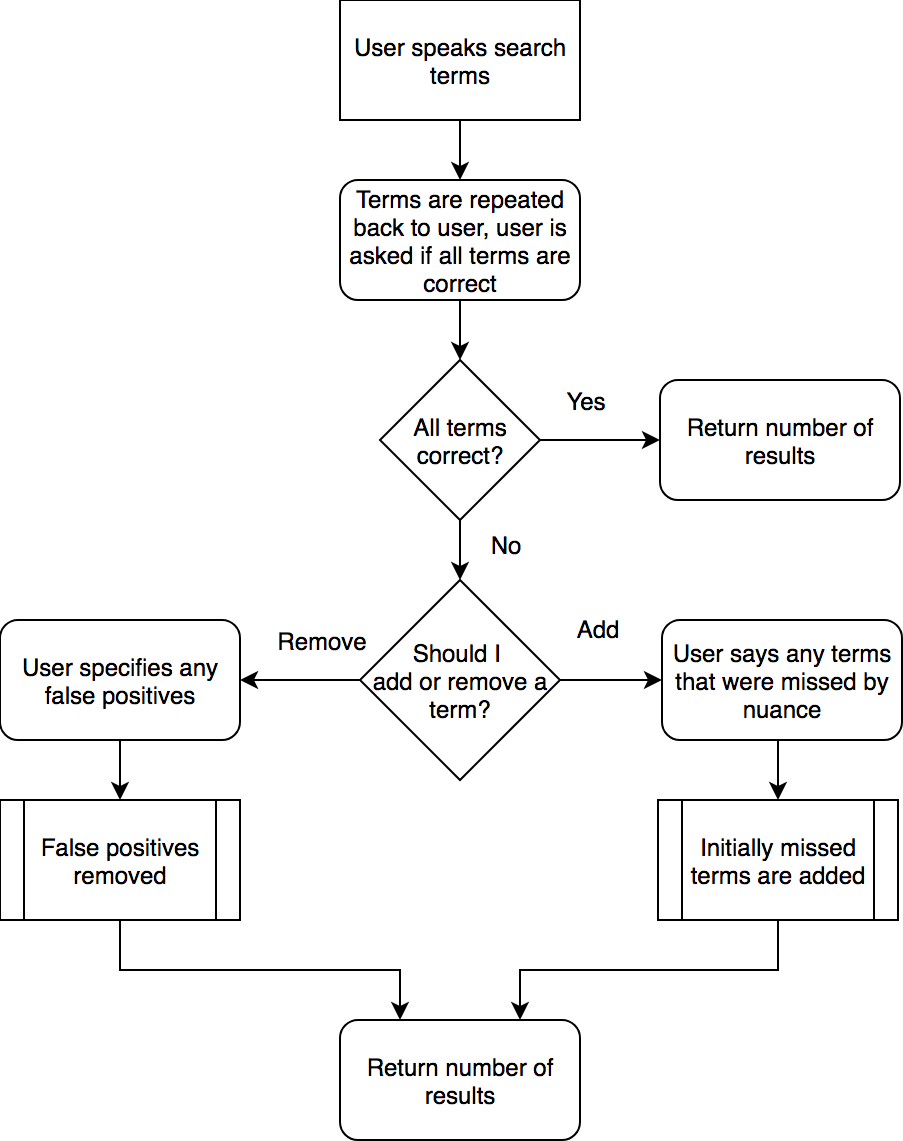 User speaks search
terms
Terms are repeated
back to user, user is
asked if all terms are
correct
All terms
correct?
Yes
Return number of
results
No
Should I
add or remove a
term?
Remove
Add
User specifies any
false positives
User says any terms
that were missed by
nuance
False positives
removed
Initially missed
terms are added
Return number of
results